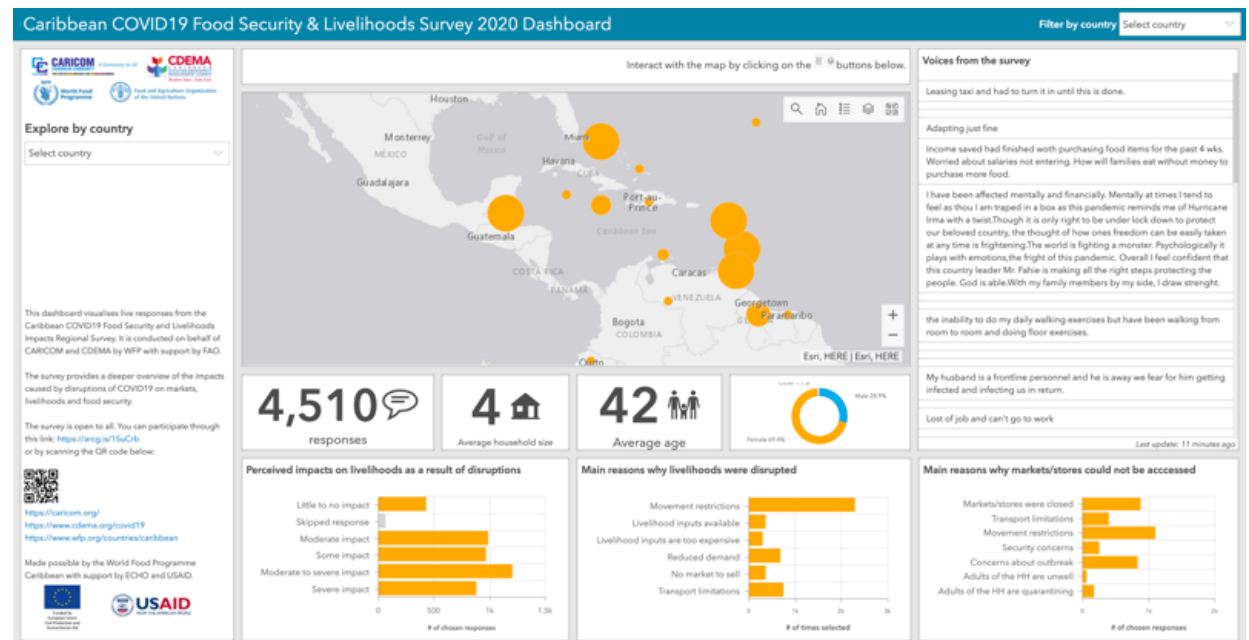 Caribbean COVID19 Food Security & Livelihoods Survey 2020 Dashboard
Filter by country
Select country
CARICOM
CDEMA
WFP
World Food
Programme
Food and Agriculture Organization
of the United Nations
Explore by country
Select country
This dashboard visualises live responses from the
Caribbean COVID19 Food Security and Livelihoods
Impacts Regional Survey. It is conducted on behalf of
CARICOM and CDEMA by WFP with support by FAO.
The survey provides a deeper overview of the impacts
caused by disruptions of COVID19 on markets,
livelihoods and food security.
The survey is open to all. You can participate through
this link: https://arcg.is/15uCrb
or by scanning the QR code below:
https://caricom.org/
https://www.cdema.org/covid19
https://www.wfp.org/countries/caribbean
Made possible by the World Food Programme
Caribbean with support by ECHO and USAID.
USAID
FROM THE AMERICAN PEOPLE
Interact with the map by clicking on the buttons below.
Houston
Monterrey
MÉXICO
Gulf of
Mexico
Miami
Havana
CUBA
Guadalajara
Port-au-
Prince
Guatemala
Caribbean Sea
COSTA RICA
PANAMA
Caracas
VENEZUELA
Georgetown
Paramaribo
Bogota
COLOMBIA
Quito
+
−
Esri, HERE | Esri, HERE
4,510
responses
4
Average household size
42
Average age
Male 28.9%
Female 69.4%
Voices from the survey
Leasing taxi and had to turn it in until this is done.
Adapting just fine
Income saved had finished woth purchasing food items for the past 4 wks.
Worried about salaries not entering. How will families eat without money to
purchase more food.
I have been affected mentally and financially. Mentally at times I tend to
feel as thou I am traped in a box as this pandemic reminds me of Hurricane
Irma with a twist.Though it is only right to be under lock down to protect
our beloved country, the thought of how ones freedom can be easily taken
at any time is frightening.The world is fighting a monster. Psychologically it
plays with emotions,the fright of this pandemic. Overall I feel confident that
this country leader Mr. Fahie is making all the right steps protecting the
people. God is able.With my family members by my side, I draw strenght.
the inability to do my daily walking exercises but have been walking from
room to room and doing floor exercises.
My husband is a frontline personnel and he is away we fear for him getting
infected and infecting us in return.
Lost of job and can't go to work
Last update: 11 minutes ago
Perceived impacts on livelihoods as a result of disruptions
Little to no impact
Skipped response
Moderate impact
Some impact
Moderate to severe impact
Severe impact
0 500 1k 1.5k
# of chosen responses
Main reasons why livelihoods were disrupted
Movement restrictions
Livelihood inputs available
Livelihood inputs are too expensive
Reduced demand
No market to sell
Transport limitations
0 1k 2k 3k
# of times selected
Main reasons why markets/stores could not be acccessed
Markets/stores were closed
Transport limitations
Movement restrictions
Security concerns
Concerns about outbreak
Adults of the HH are unwell
Adults of the HH are quarantining
0 1k 2k
# of chosen responses